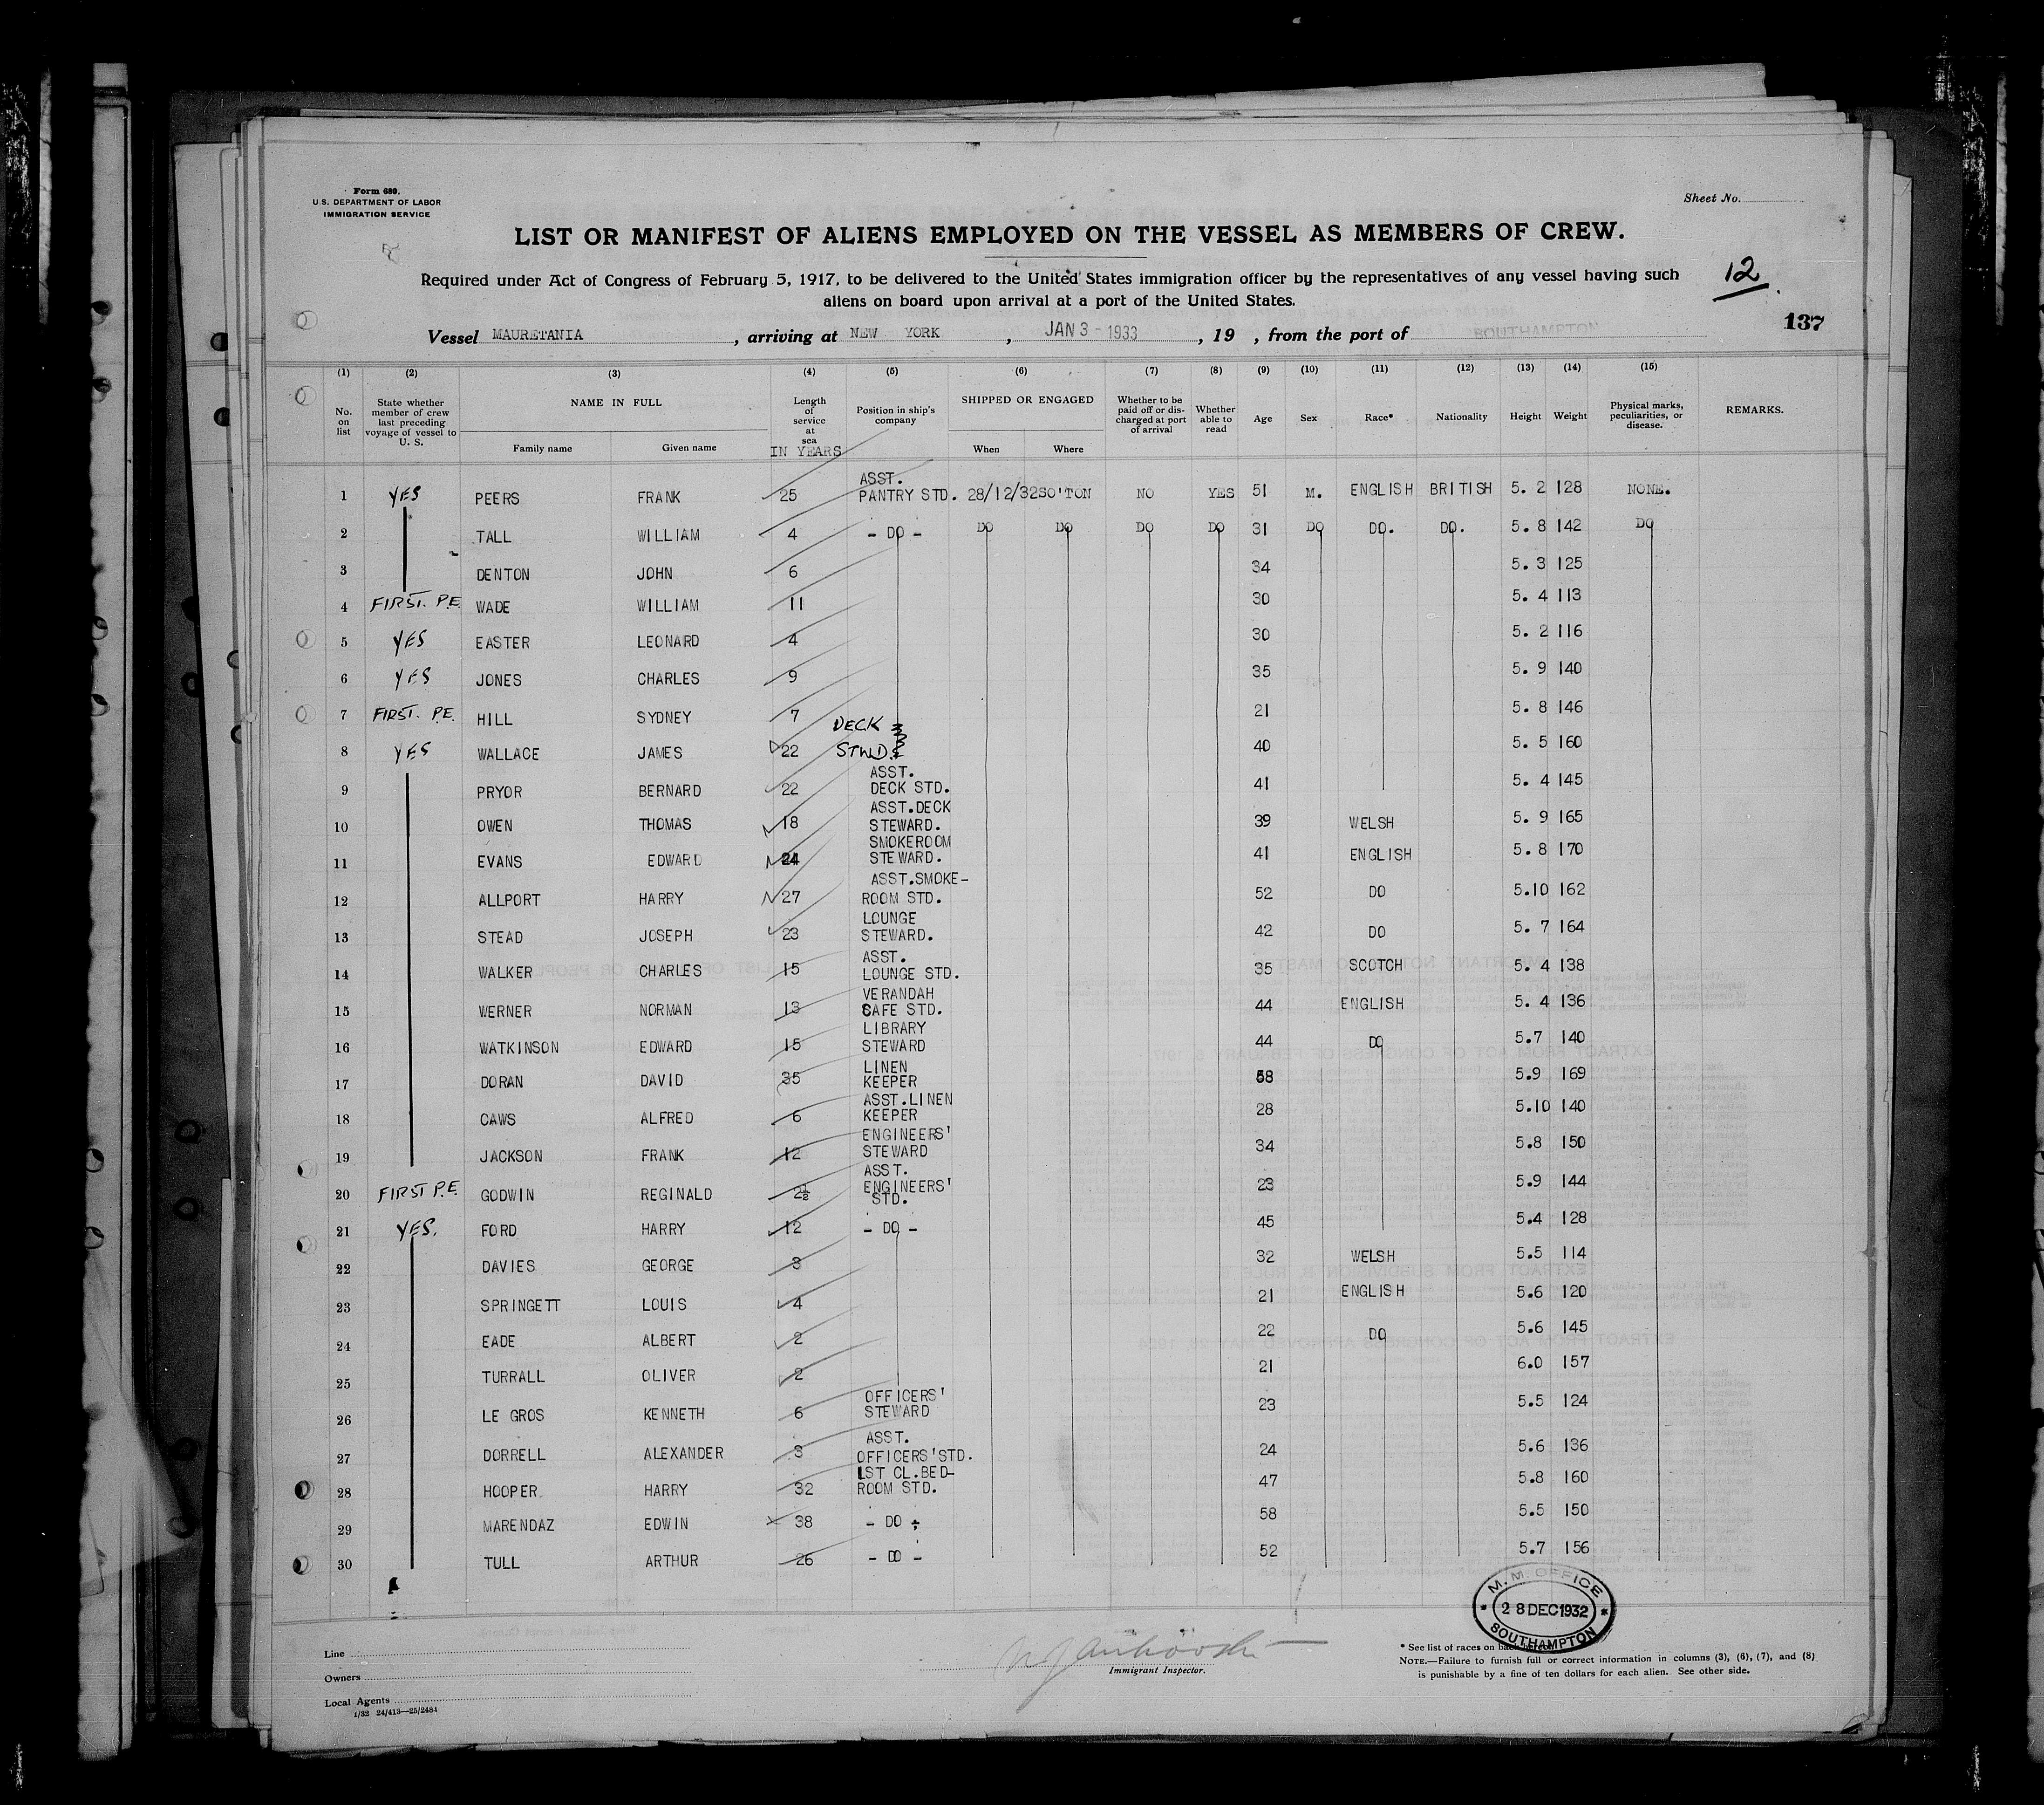 Form 680.
U.S. DEPARTMENT OF LABOR
IMMIGRATION SERVICE
Sheet No.
LIST OR MANIFEST OF ALIENS EMPLOYED ON THE VESSEL AS MEMBERS OF CREW.
Required under Act of Congress of February 5, 1917, to be delivered to the United States immigration officer by the representatives of any vessel having such
aliens on board upon arrival at a port of the United States.
12
137
Vessel MAURETANIA, arriving at NEW YORK, JAN 3 - 1933, 19 , from the port of SOUTHAMPTON
(1) (2) (3) (4) (5) (6) (7) (8) (9) (10) (11) (12) (13) (14) (15)
No. on list State whether member of crew last preceding voyage of vessel to U. S. NAME IN FULL Family name Given name Length of service at sea IN YEARS Position in ship's company SHIPPED OR ENGAGED When Where Whether to be paid off or discharged at port of arrival Whether able to read Age Sex Race* Nationality Height Weight Physical marks, peculiarities, or disease. REMARKS.
1 YES PEERS FRANK 25 ASST. PANTRY STD. 28/12/32 SO'TON NO YES 51 M. ENGLISH BRITISH 5. 2 128 NONE.
2 TALL WILLIAM 4 - DO - DO DO DO DO 31 DO DO. DO. 5. 8 142 DO
3 DENTON JOHN 6 34 5. 3 125
4 FIRST. P.E. WADE WILLIAM 11 30 5. 4 113
5 YES EASTER LEONARD 4 30 5. 2 116
6 YES JONES CHARLES 9 35 5. 9 140
7 FIRST. P.E. HILL SYDNEY 7 21 5. 8 146
8 YES WALLACE JAMES 22 DECK STWD. 40 5. 5 160
9 PRYOR BERNARD 22 ASST. DECK STD. 41 5. 4 145
10 OWEN THOMAS 18 ASST.DECK STEWARD. 39 WELSH 5. 9 165
11 EVANS EDWARD 24 SMOKEROOM STEWARD. 41 ENGLISH 5. 8 170
12 ALLPORT HARRY 27 ASST.SMOKE- ROOM STD. 52 DO 5.10 162
13 STEAD JOSEPH 23 LOUNGE STEWARD. 42 DO 5. 7 164
14 WALKER CHARLES 15 ASST. LOUNGE STD. 35 SCOTCH 5. 4 138
15 WERNER NORMAN 13 VERANDAH CAFE STD. 44 ENGLISH 5. 4 136
16 WATKINSON EDWARD 15 LIBRARY STEWARD 44 DO 5.7 140
17 DORAN DAVID 35 LINEN KEEPER 58 5.9 169
18 CAWS ALFRED 6 ASST.LINEN KEEPER 28 5.10 140
19 JACKSON FRANK 12 ENGINEERS' STEWARD 34 5.8 150
20 FIRST P.E. GODWIN REGINALD 2½ ASST. ENGINEERS' STD. 23 5.9 144
21 YES. FORD HARRY 12 - DO - 45 5.4 128
22 DAVIES GEORGE 3 32 WELSH 5.5 114
23 SPRINGETT LOUIS 4 21 ENGLISH 5.6 120
24 EADE ALBERT 2 22 DO 5.6 145
25 TURRALL OLIVER 2 21 6.0 157
26 LE GROS KENNETH 6 OFFICERS' STEWARD 23 5.5 124
27 DORRELL ALEXANDER 3 ASST. OFFICERS'STD. 24 5.6 136
28 HOOPER HARRY 32 1ST CL.BED- ROOM STD. 47 5.8 160
29 MARENDAZ EDWIN 38 - DO - 58 5.5 150
30 TULL ARTHUR 26 - DO - 52 5.7 156
M. M. OFFICE
28 DEC 1932
SOUTHAMPTON
Line
Owners
Local Agents
1/32 24/413—25/2484
Immigrant Inspector.
* See list of races on back hereof.
NOTE.—Failure to furnish full or correct information in columns (3), (6), (7), and (8)
is punishable by a fine of ten dollars for each alien. See other side.